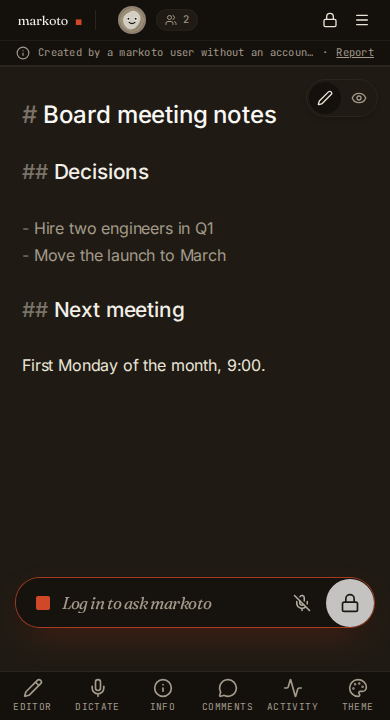 markoto
2
Created by a markoto user without an accoun… · Report
# Board meeting notes
## Decisions
- Hire two engineers in Q1
- Move the launch to March
## Next meeting
First Monday of the month, 9:00.
Log in to ask markoto
EDITOR DICTATE INFO COMMENTS ACTIVITY THEME